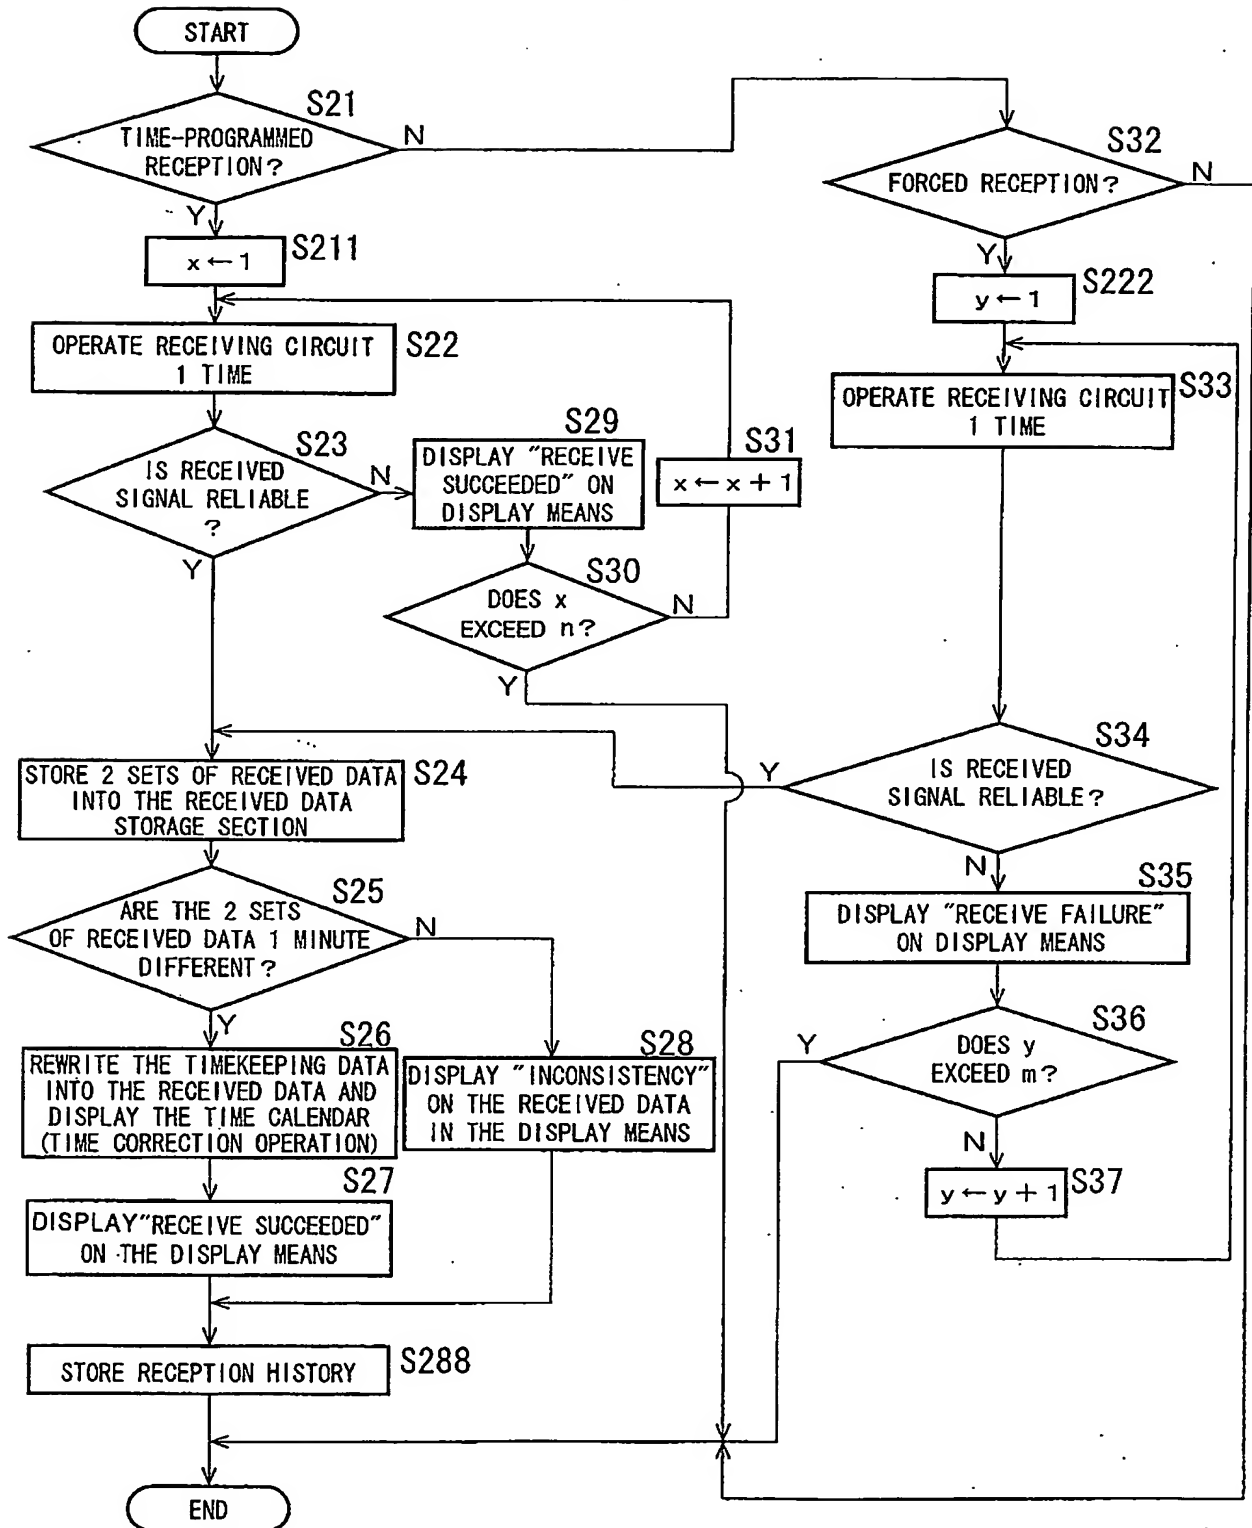 START
S21
TIME-PROGRAMMED
RECEPTION?
N
Y
S211
x ← 1
S22
OPERATE RECEIVING CIRCUIT
1 TIME
S23
IS RECEIVED
SIGNAL RELIABLE
?
N
Y
S29
DISPLAY "RECEIVE
SUCCEEDED" ON
DISPLAY MEANS
S31
x ← x + 1
S30
DOES x
EXCEED n?
N
Y
S32
FORCED RECEPTION?
N
Y
S222
y ← 1
S33
OPERATE RECEIVING CIRCUIT
1 TIME
S34
IS RECEIVED
SIGNAL RELIABLE?
Y
N
S35
DISPLAY "RECEIVE FAILURE"
ON DISPLAY MEANS
S36
DOES y
EXCEED m?
Y
N
S37
y ← y + 1
S24
STORE 2 SETS OF RECEIVED DATA
INTO THE RECEIVED DATA
STORAGE SECTION
S25
ARE THE 2 SETS
OF RECEIVED DATA 1 MINUTE
DIFFERENT?
N
Y
S26
REWRITE THE TIMEKEEPING DATA
INTO THE RECEIVED DATA AND
DISPLAY THE TIME CALENDAR
(TIME CORRECTION OPERATION)
S28
DISPLAY "INCONSISTENCY"
ON THE RECEIVED DATA
IN THE DISPLAY MEANS
S27
DISPLAY"RECEIVE SUCCEEDED"
ON THE DISPLAY MEANS
STORE RECEPTION HISTORY
S288
END